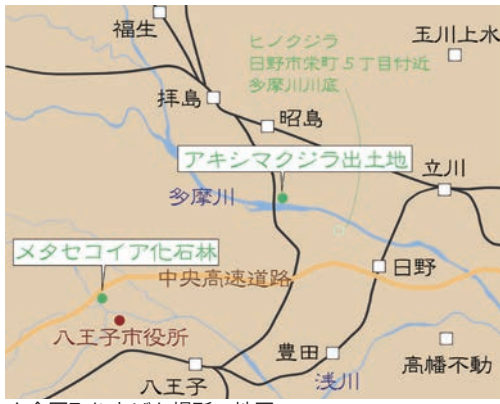 福生
玉川上水
ヒノクジラ
日野市栄町5丁目付近
多摩川川底
拝島
昭島
アキシマクジラ出土地
立川
多摩川
メタセコイア化石林
中央高速道路
日野
八王子市役所
豊田
高幡不動
八王子
浅川